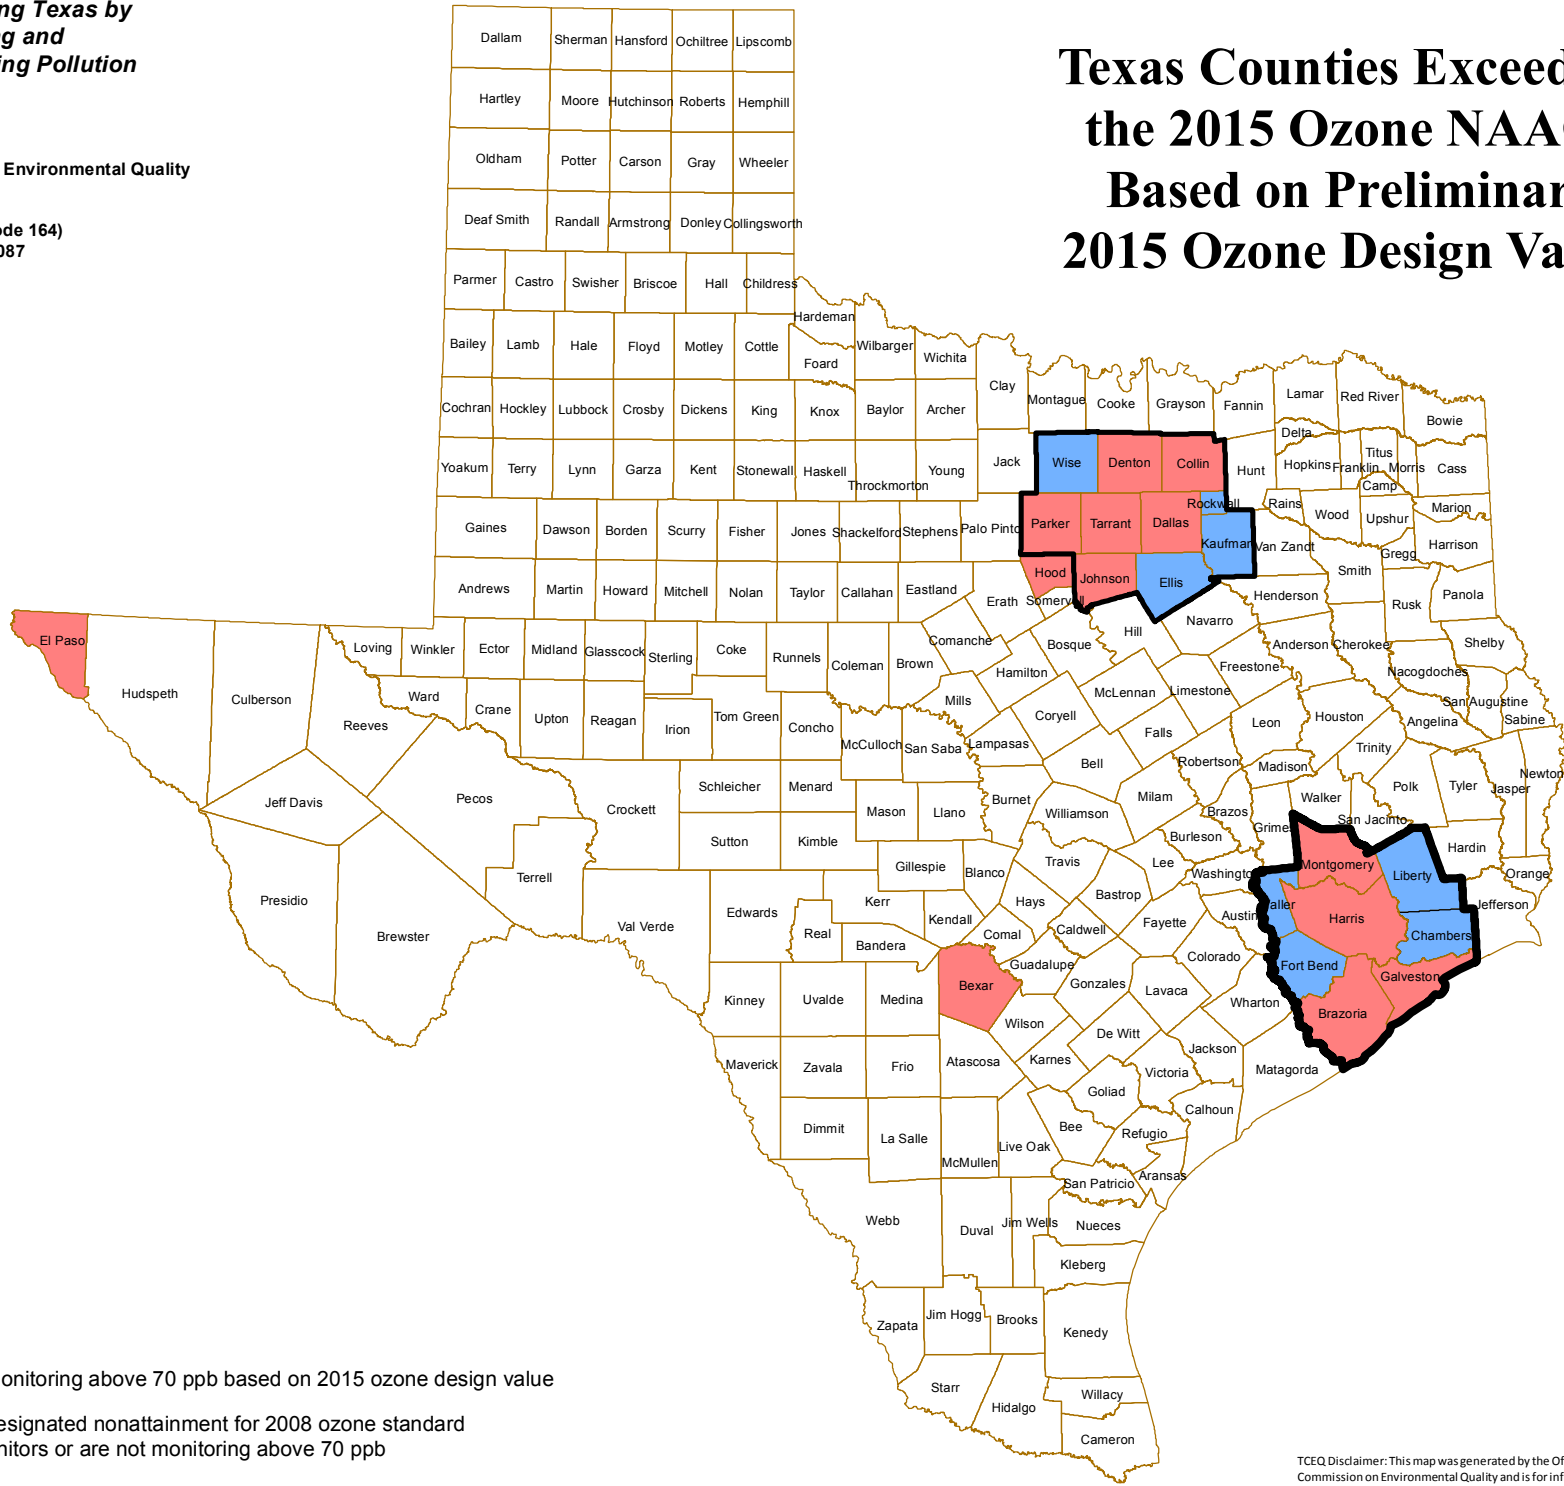 ng Texas by
g and
ing Pollution
Environmental Quality
ode 164)
087
Texas Counties Exceed
the 2015 Ozone NAA
Based on Preliminar
2015 Ozone Design Va
Dallam Sherman Hansford Ochiltree Lipscomb
Hartley Moore Hutchinson Roberts Hemphill
Oldham Potter Carson Gray Wheeler
Deaf Smith Randall Armstrong Donley Collingsworth
Parmer Castro Swisher Briscoe Hall Childress
Hardeman
Bailey Lamb Hale Floyd Motley Cottle Foard Wilbarger Wichita
Clay Montague Cooke Grayson Fannin Lamar Red River Bowie
Cochran Hockley Lubbock Crosby Dickens King Knox Baylor Archer
Delta Titus
Yoakum Terry Lynn Garza Kent Stonewall Haskell Throckmorton Young Jack Wise Denton Collin Hunt Hopkins Franklin Morris Cass
Camp
Rockwall Rains Wood Upshur Marion
Gaines Dawson Borden Scurry Fisher Jones Shackelford Stephens Palo Pinto Parker Tarrant Dallas Kaufman Van Zandt Gregg Harrison
Andrews Martin Howard Mitchell Nolan Taylor Callahan Eastland Erath Hood Somervell Johnson Ellis Henderson Smith Rusk Panola
El Paso Hudspeth Culberson Reeves
Loving Winkler Ector Midland Glasscock Sterling Coke Runnels Coleman Brown Comanche Hamilton Bosque Hill Navarro Anderson Cherokee Shelby
Freestone Nacogdoches
Ward Crane Upton Reagan Irion Tom Green Concho McCulloch San Saba Mills Lampasas Coryell McLennan Limestone Falls Leon Houston Angelina San Augustine Sabine
Jeff Davis Pecos Crockett Schleicher Menard Mason Llano Burnet Bell Williamson Milam Robertson Madison Trinity Walker Polk Tyler Jasper Newton
Brazos Grimes San Jacinto
Sutton Kimble Gillespie Blanco Travis Lee Burleson Washington Montgomery Liberty Hardin Orange
Presidio Brewster Terrell Val Verde Edwards Real Kerr Kendall Bandera Hays Comal Caldwell Bastrop Fayette Austin aller Harris Chambers Jefferson
Kinney Uvalde Medina Bexar Guadalupe Gonzales Lavaca Colorado Wharton Fort Bend Galveston Brazoria
Wilson De Witt Jackson Matagorda
Maverick Zavala Frio Atascosa Karnes Goliad Victoria Calhoun
Dimmit La Salle McMullen Live Oak Bee Refugio Aransas
San Patricio
Webb Duval Jim Wells Nueces
Kleberg
Zapata Jim Hogg Brooks Kenedy
Starr Hidalgo Willacy
Cameron
onitoring above 70 ppb based on 2015 ozone design value
esignated nonattainment for 2008 ozone standard
nitors or are not monitoring above 70 ppb
TCEQ Disclaimer: This map was generated by the Of
Commission on Environmental Quality and is for inf